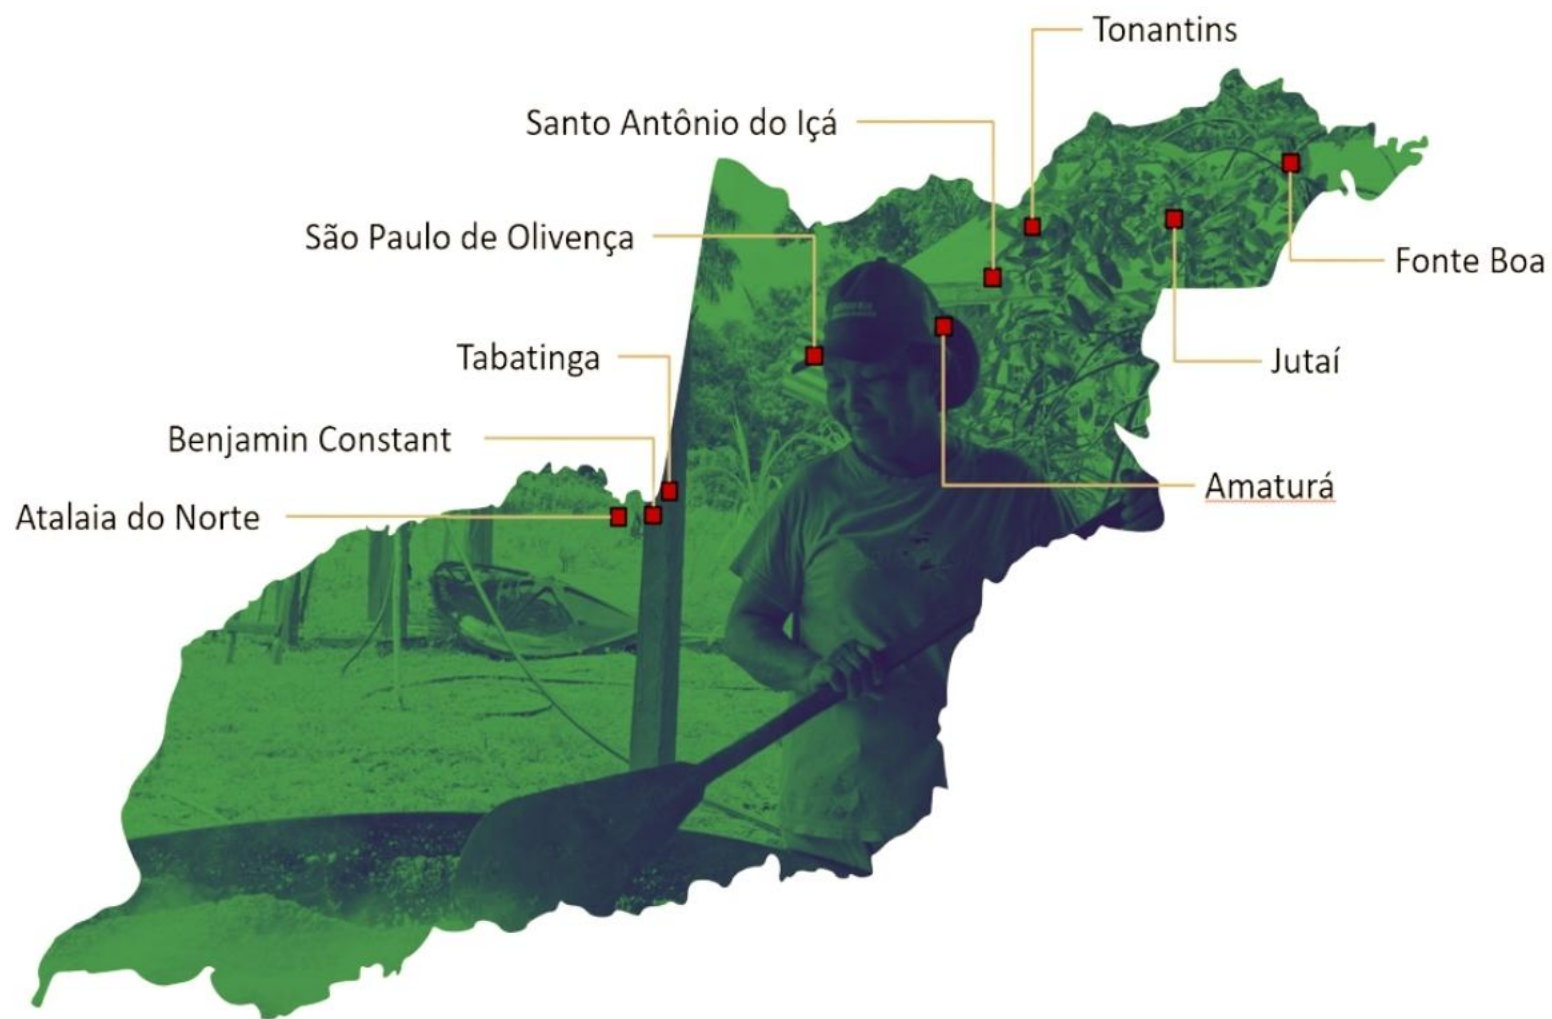 Tonantins
Santo Antônio do Içá
São Paulo de Olivença
Fonte Boa
Tabatinga
Jutaí
Benjamin Constant
Amaturá
Atalaia do Norte